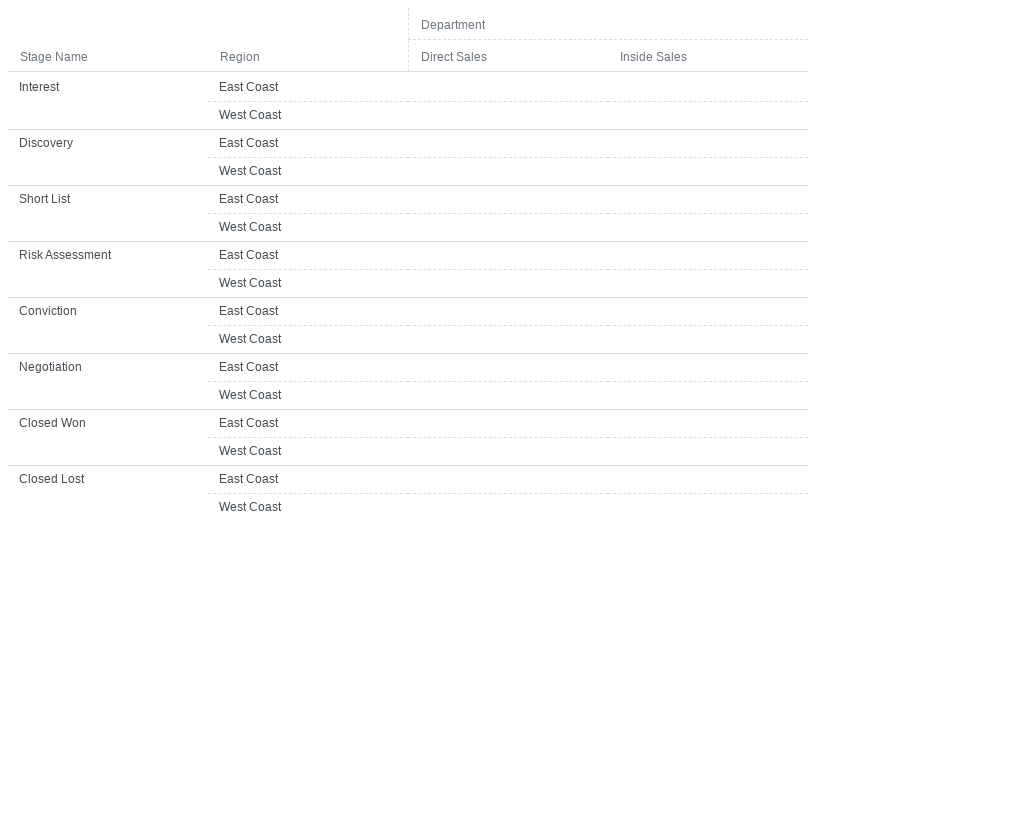 Department
Stage Name Region Direct Sales Inside Sales
Interest East Coast
West Coast
Discovery East Coast
West Coast
Short List East Coast
West Coast
Risk Assessment East Coast
West Coast
Conviction East Coast
West Coast
Negotiation East Coast
West Coast
Closed Won East Coast
West Coast
Closed Lost East Coast
West Coast